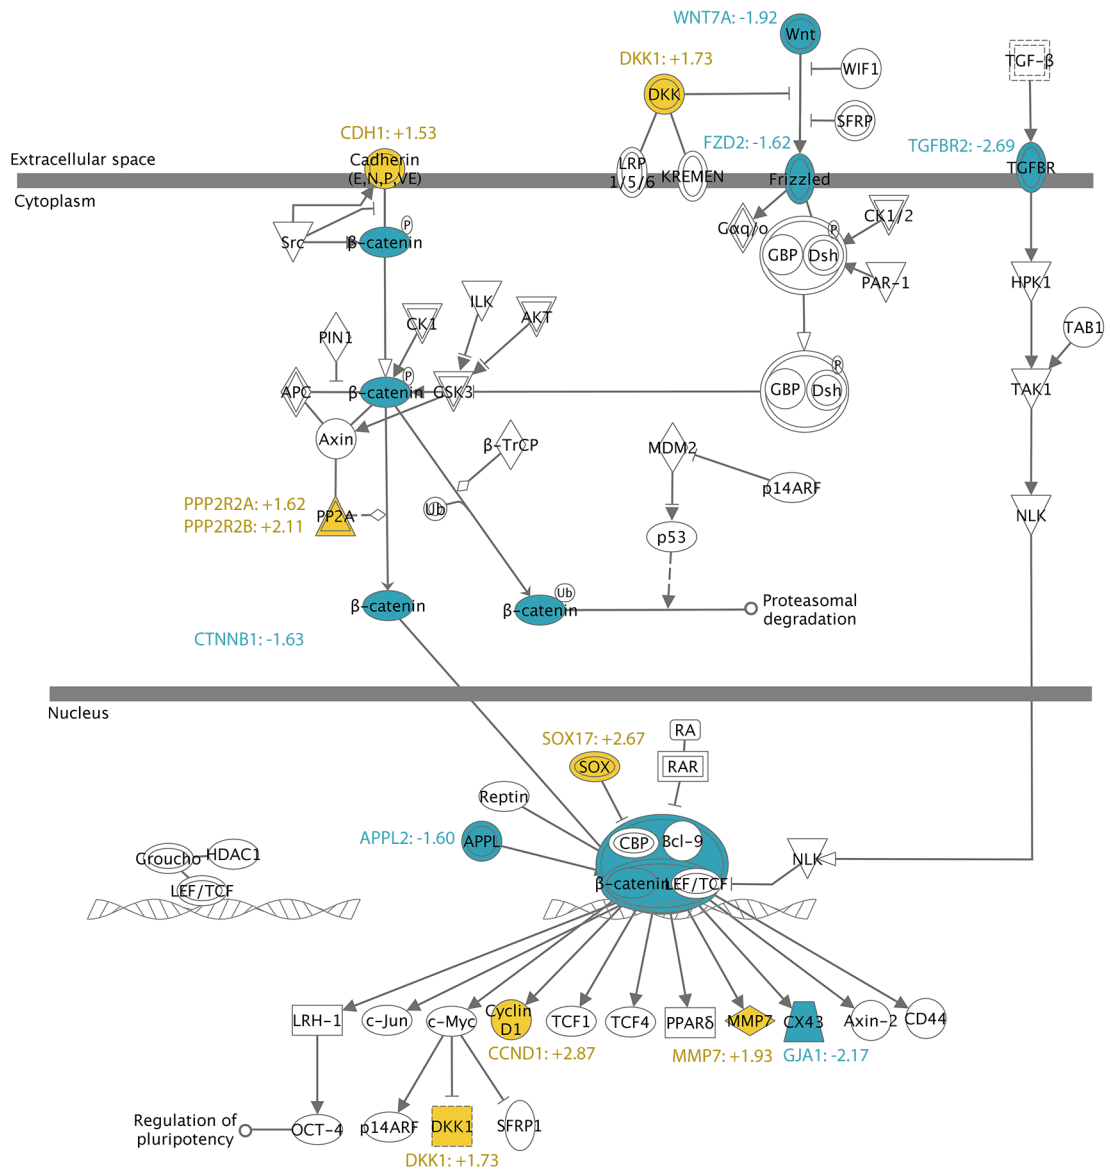 WNT7A: -1.92
Wnt
DKK1: +1.73
TGF-β
WIF1
DKK
SFRP
CDH1: +1.53
FZD2: -1.62
TGFBR2: -2.69
Extracellular space
Cadherin
(E,N,P,VE)
LRP
1/5/6
KREMEN
Frizzled
TGFBR
Cytoplasm
P
P
Src
β-catenin
Gαq/o
CK1/2
GBP
Dsh
PAR-1
HPK1
ILK
CK1
AKT
PIN1
TAB1
P
P
APC
β-catenin
GSK3
GBP
Dsh
TAK1
Axin
β-TrCP
MDM2
p14ARF
PPP2R2A: +1.62
PPP2R2B: +2.11
PP2A
Ub
NLK
p53
Ub
β-catenin
β-catenin
Proteasomal
degradation
CTNNB1: -1.63
Nucleus
RA
SOX17: +2.67
SOX
RAR
Reptin
APPL2: -1.60
APPL
CBP
Bcl-9
Groucho
HDAC1
NLK
LEF/TCF
β-catenin
LEF/TCF
LRH-1
c-Jun
c-Myc
Cyclin
D1
TCF1
TCF4
PPARδ
MMP7
CX43
Axin-2
CD44
CCND1: +2.87
MMP7: +1.93
GJA1: -2.17
Regulation of
pluripotency
OCT-4
p14ARF
DKK1
SFRP1
DKK1: +1.73